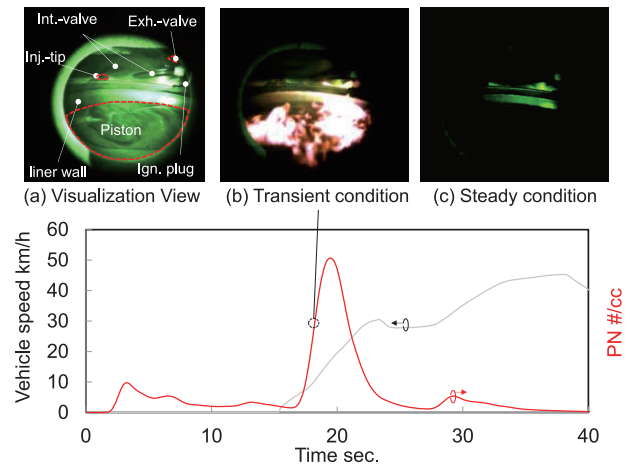 Int.-valve
Exh.-valve
Inj.-tip
Piston
liner wall
Ign. plug
(a) Visualization View
(b) Transient condition
(c) Steady condition
Vehicle speed km/h
60
50
40
30
20
10
0
PN #/cc
0
10
20
30
40
Time sec.